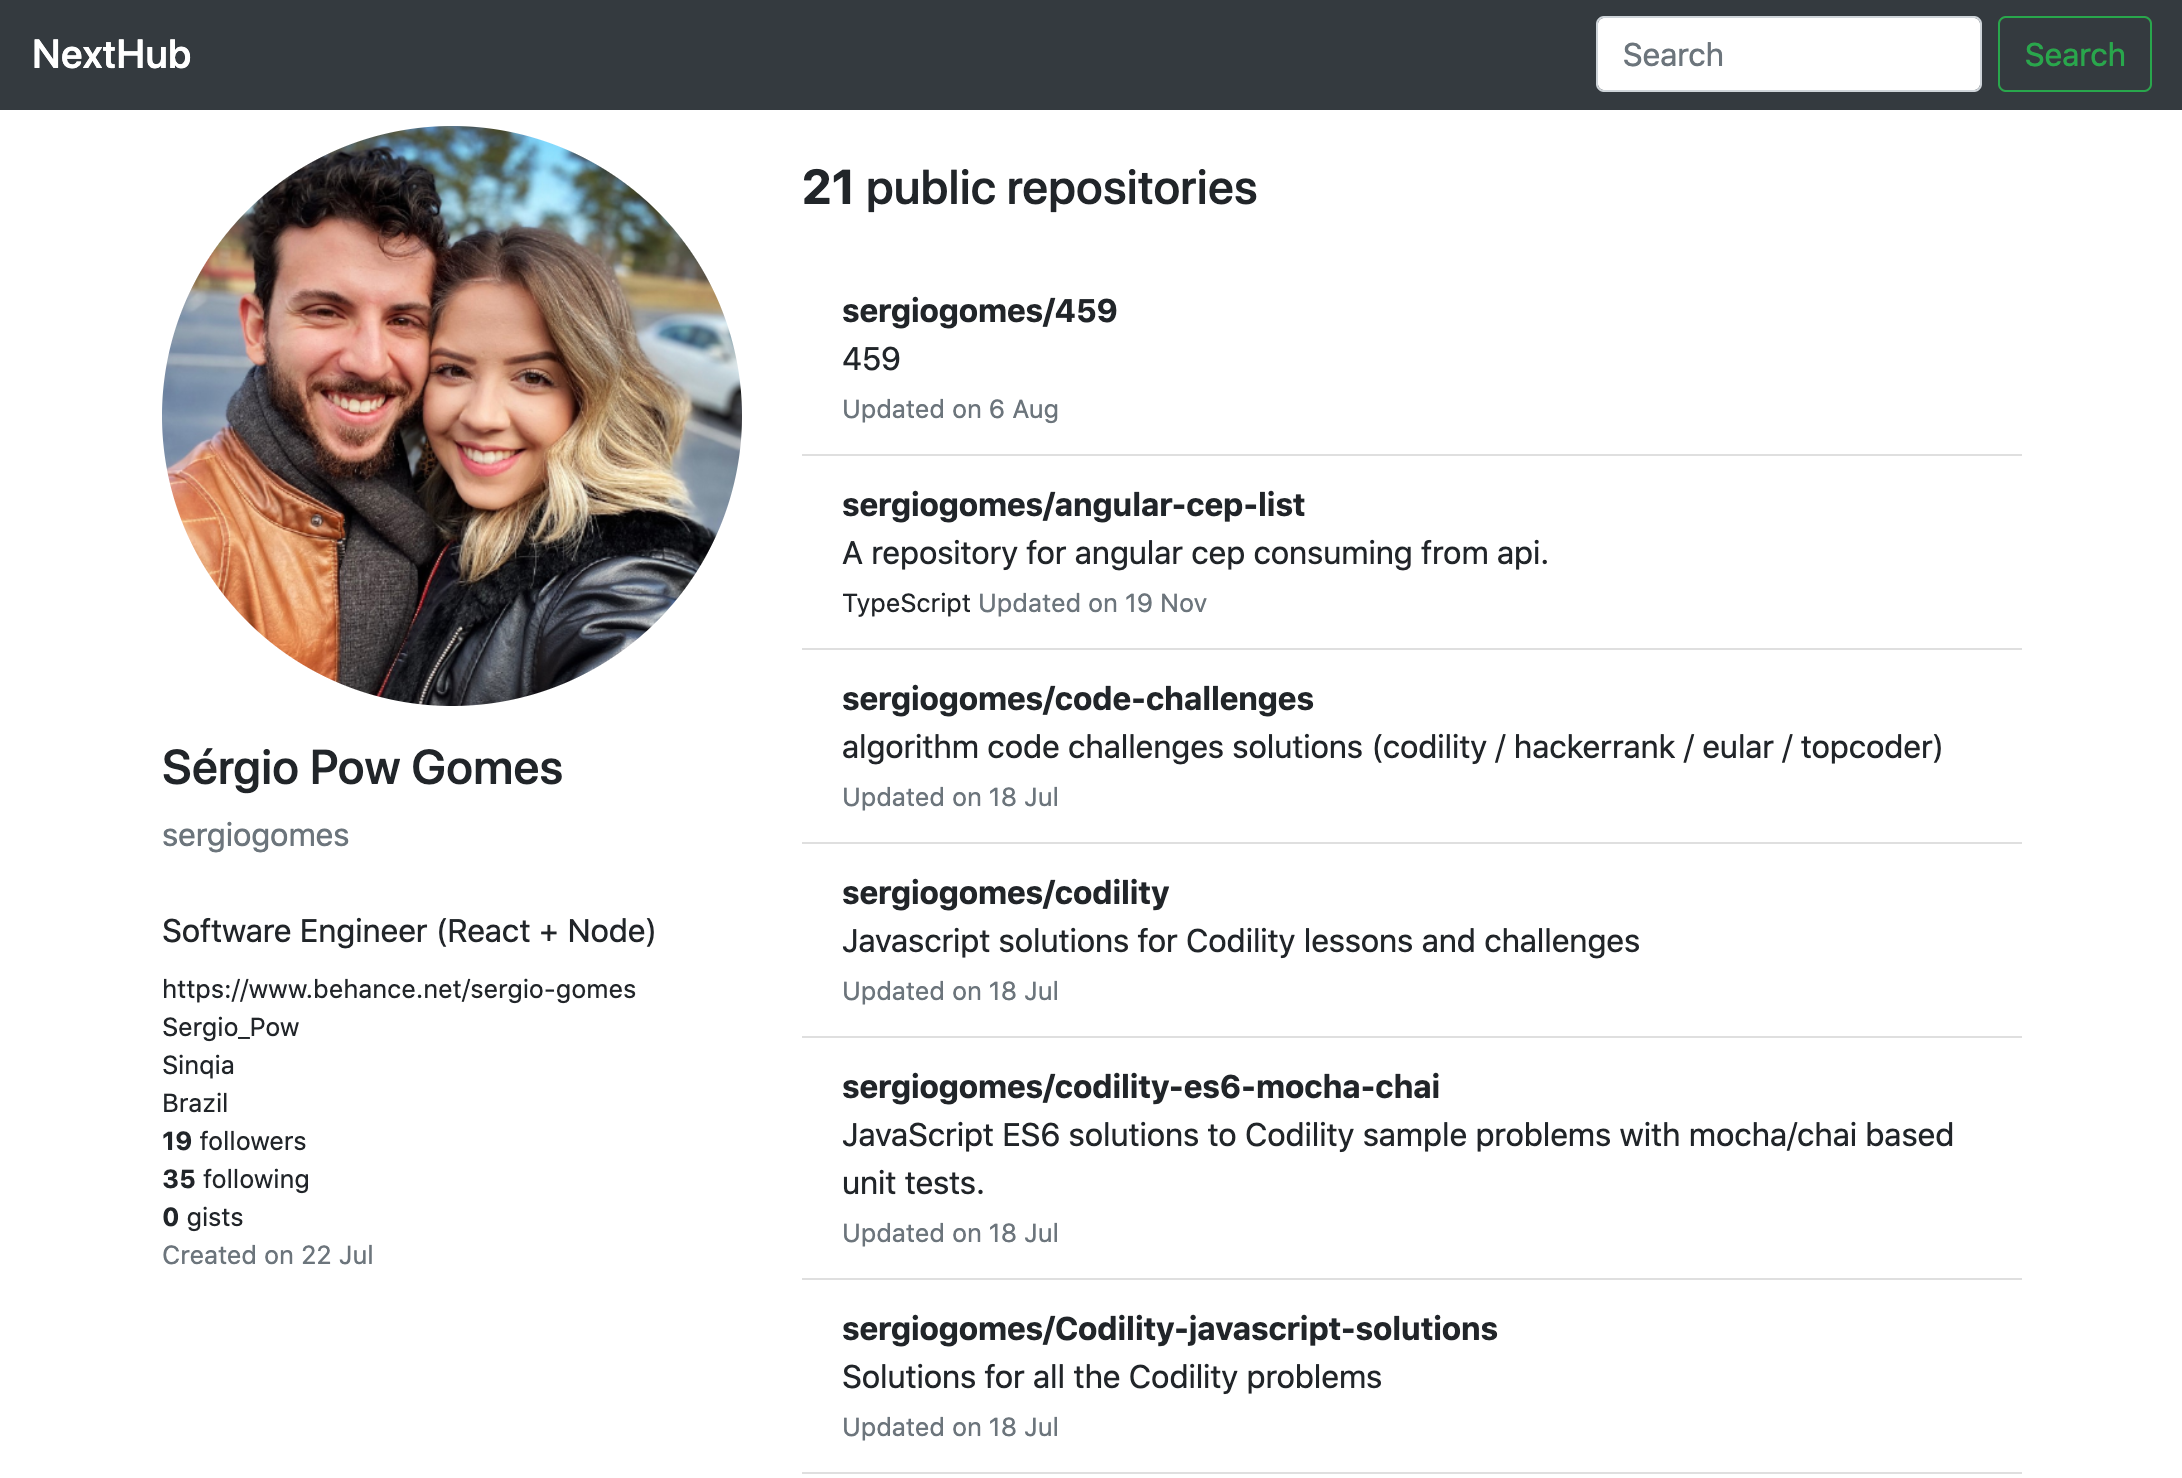 NextHub
Search
Search
Sérgio Pow Gomes
sergiogomes
Software Engineer (React + Node)
https://www.behance.net/sergio-gomes
Sergio_Pow
Sinqia
Brazil
19 followers
35 following
0 gists
Created on 22 Jul
21 public repositories
sergiogomes/459
459
Updated on 6 Aug
sergiogomes/angular-cep-list
A repository for angular cep consuming from api.
TypeScript Updated on 19 Nov
sergiogomes/code-challenges
algorithm code challenges solutions (codility / hackerrank / eular / topcoder)
Updated on 18 Jul
sergiogomes/codility
Javascript solutions for Codility lessons and challenges
Updated on 18 Jul
sergiogomes/codility-es6-mocha-chai
JavaScript ES6 solutions to Codility sample problems with mocha/chai based
unit tests.
Updated on 18 Jul
sergiogomes/Codility-javascript-solutions
Solutions for all the Codility problems
Updated on 18 Jul